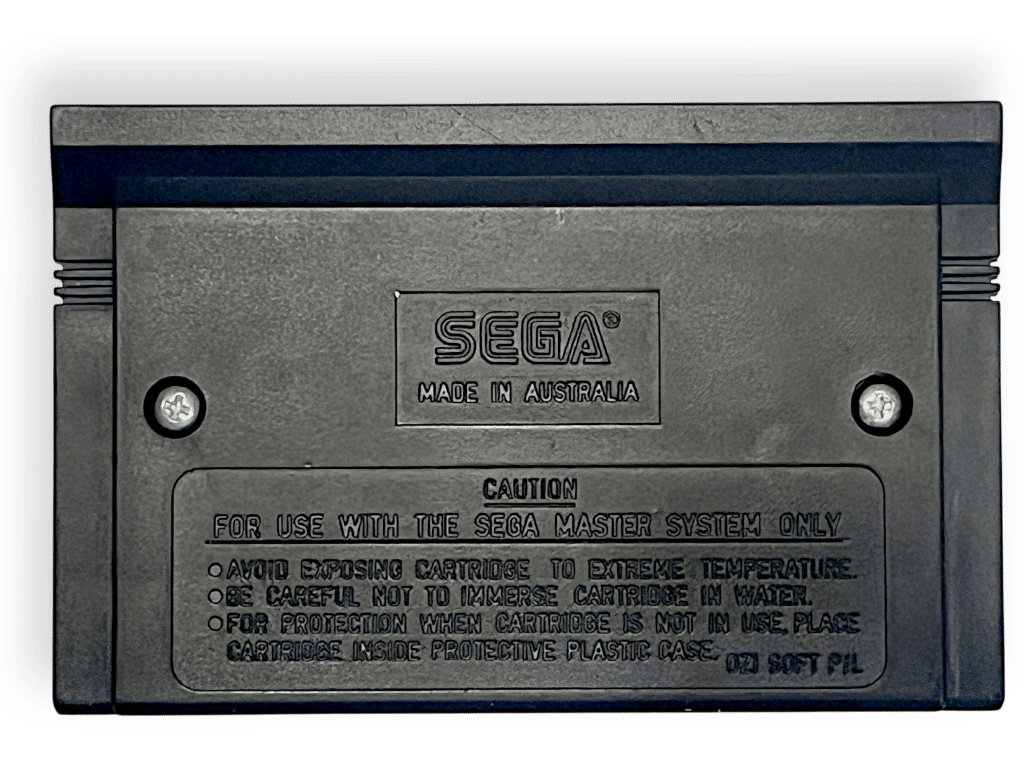 SEGA®
MADE IN AUSTRALIA
CAUTION
FOR USE WITH THE SEGA MASTER SYSTEM ONLY
○ AVOID EXPOSING CARTRIDGE TO EXTREME TEMPERATURE.
○ BE CAREFUL NOT TO IMMERSE CARTRIDGE IN WATER.
○ FOR PROTECTION WHEN CARTRIDGE IS NOT IN USE, PLACE
CARTRIDGE INSIDE PROTECTIVE PLASTIC CASE.
OZI SOFT P/L